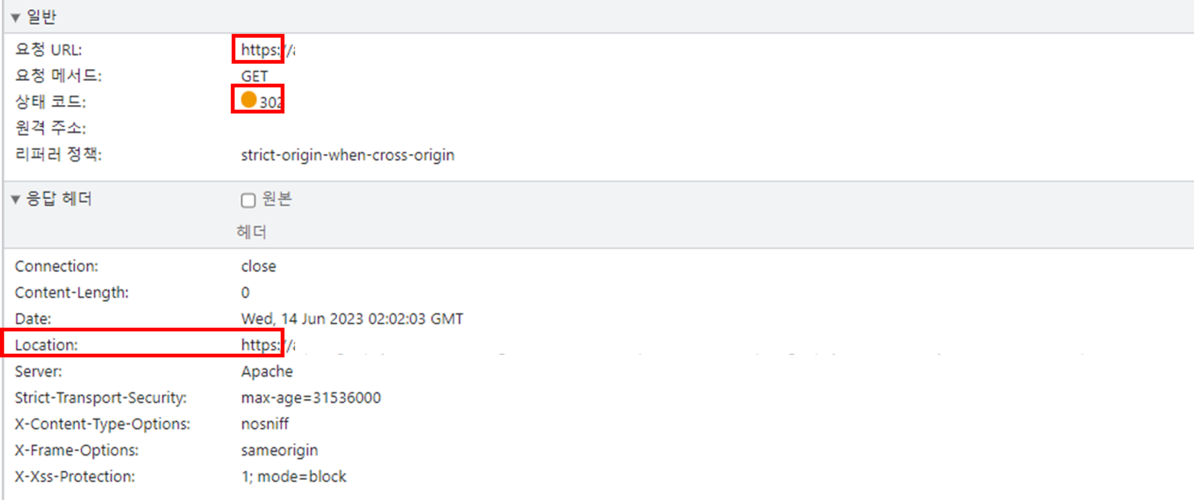 일반
요청 URL: https://
요청 메서드: GET
상태 코드: 302
원격 주소:
리퍼러 정책: strict-origin-when-cross-origin
응답 헤더 원본
헤더
Connection: close
Content-Length: 0
Date: Wed, 14 Jun 2023 02:02:03 GMT
Location: https://
Server: Apache
Strict-Transport-Security: max-age=31536000
X-Content-Type-Options: nosniff
X-Frame-Options: sameorigin
X-Xss-Protection: 1; mode=block